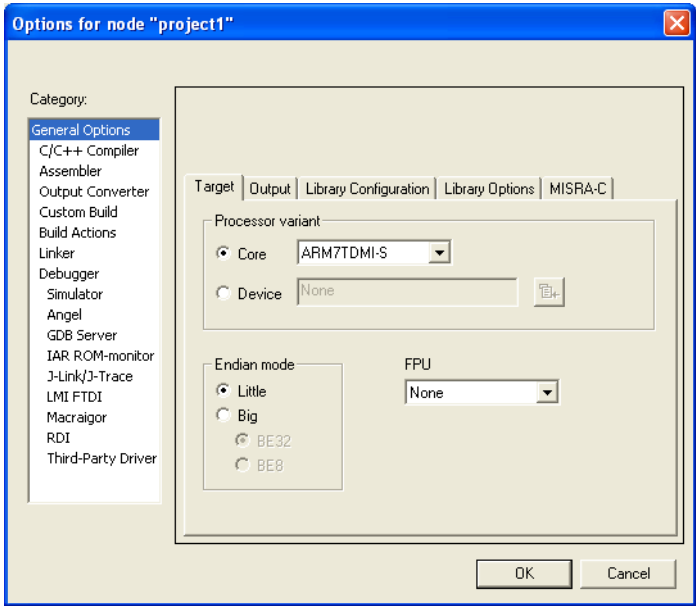 Options for node "project1"
Category:
General Options
C/C++ Compiler
Assembler
Output Converter
Custom Build
Build Actions
Linker
Debugger
Simulator
Angel
GDB Server
IAR ROM-monitor
J-Link/J-Trace
LMI FTDI
Macraigor
RDI
Third-Party Driver
Target Output Library Configuration Library Options MISRA-C
Processor variant
Core ARM7TDMI-S
Device None
Endian mode
Little
Big
BE32
BE8
FPU
None
OK Cancel